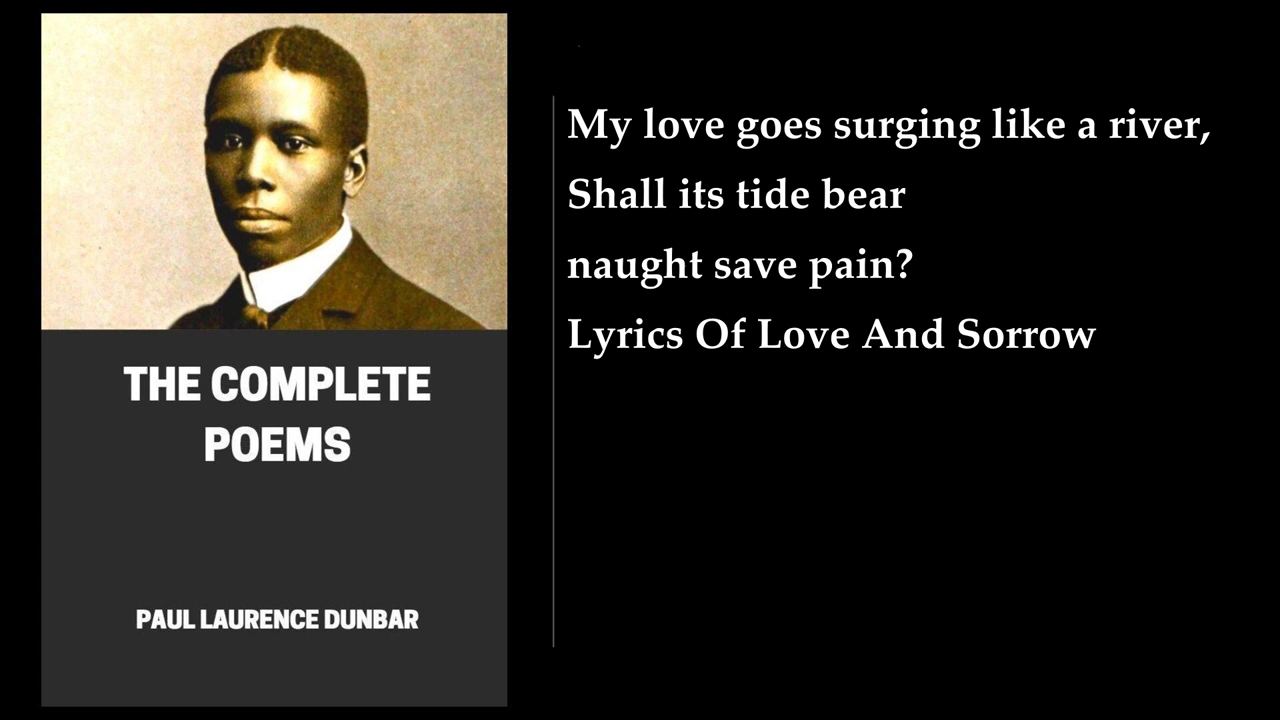 THE COMPLETE
POEMS
PAUL LAURENCE DUNBAR
My love goes surging like a river,
Shall its tide bear
naught save pain?
Lyrics Of Love And Sorrow